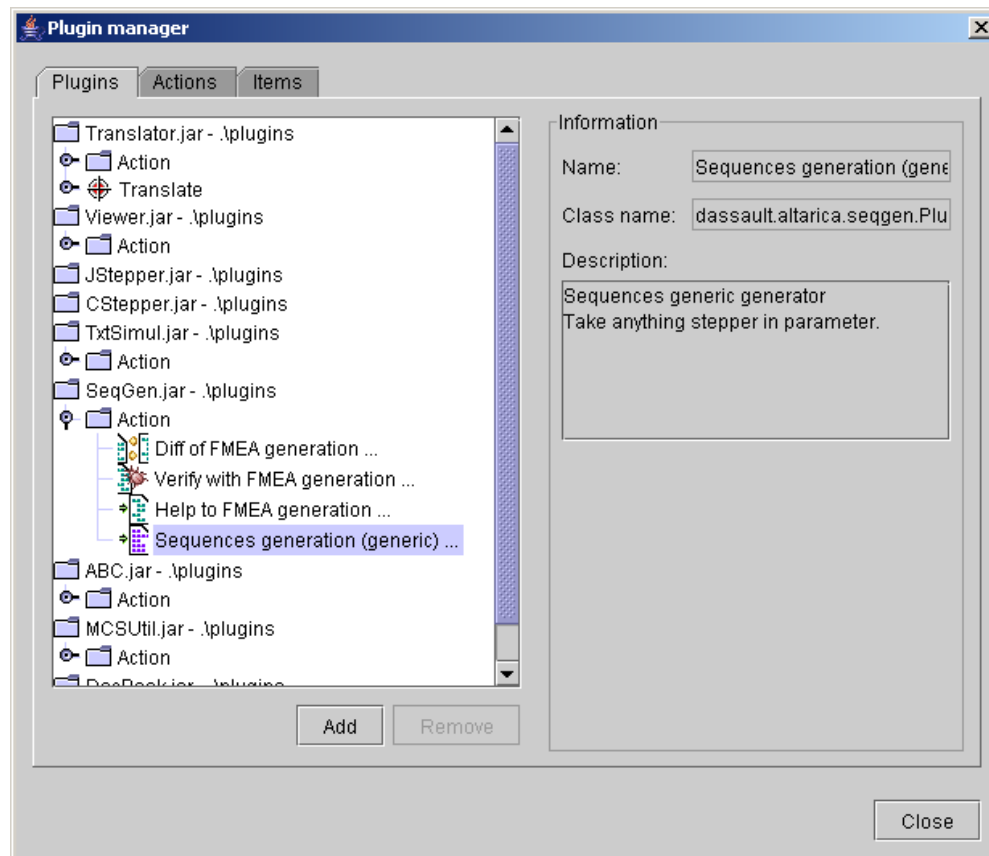 Plugin manager
Plugins
Actions
Items
Translator.jar - .\plugins
Action
Translate
Viewer.jar - .\plugins
Action
JStepper.jar - .\plugins
CStepper.jar - .\plugins
TxtSimul.jar - .\plugins
Action
SeqGen.jar - .\plugins
Action
Diff of FMEA generation ...
Verify with FMEA generation ...
Help to FMEA generation ...
Sequences generation (generic) ...
ABC.jar - .\plugins
Action
MCSUtil.jar - .\plugins
Action
Add
Remove
Information
Name:
Sequences generation (gene
Class name:
dassault.altarica.seqgen.Plu
Description:
Sequences generic generator
Take anything stepper in parameter.
Close